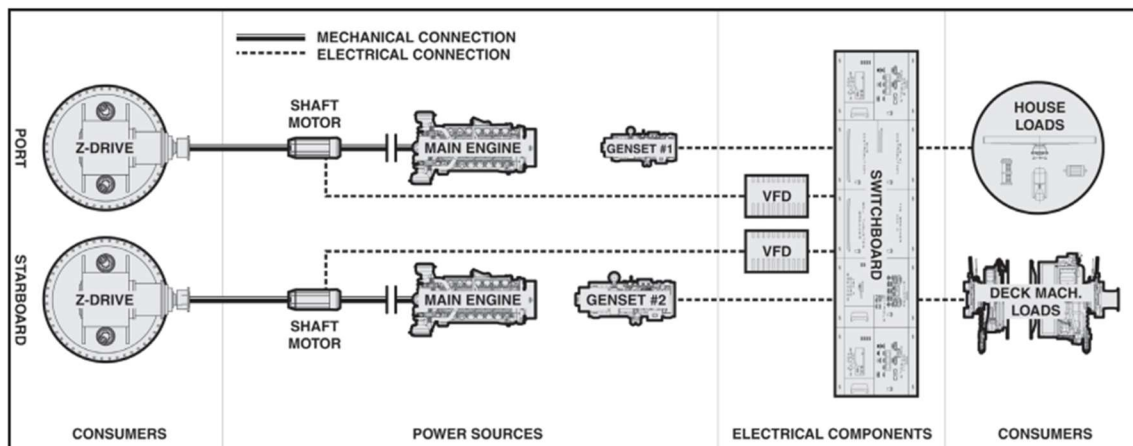 MECHANICAL CONNECTION
ELECTRICAL CONNECTION
PORT
Z-DRIVE
SHAFT
MOTOR
MAIN ENGINE
GENSET #1
HOUSE
LOADS
VFD
SWITCHBOARD
VFD
STARBOARD
Z-DRIVE
SHAFT
MOTOR
MAIN ENGINE
GENSET #2
DECK MACH.
LOADS
CONSUMERS
POWER SOURCES
ELECTRICAL COMPONENTS
CONSUMERS